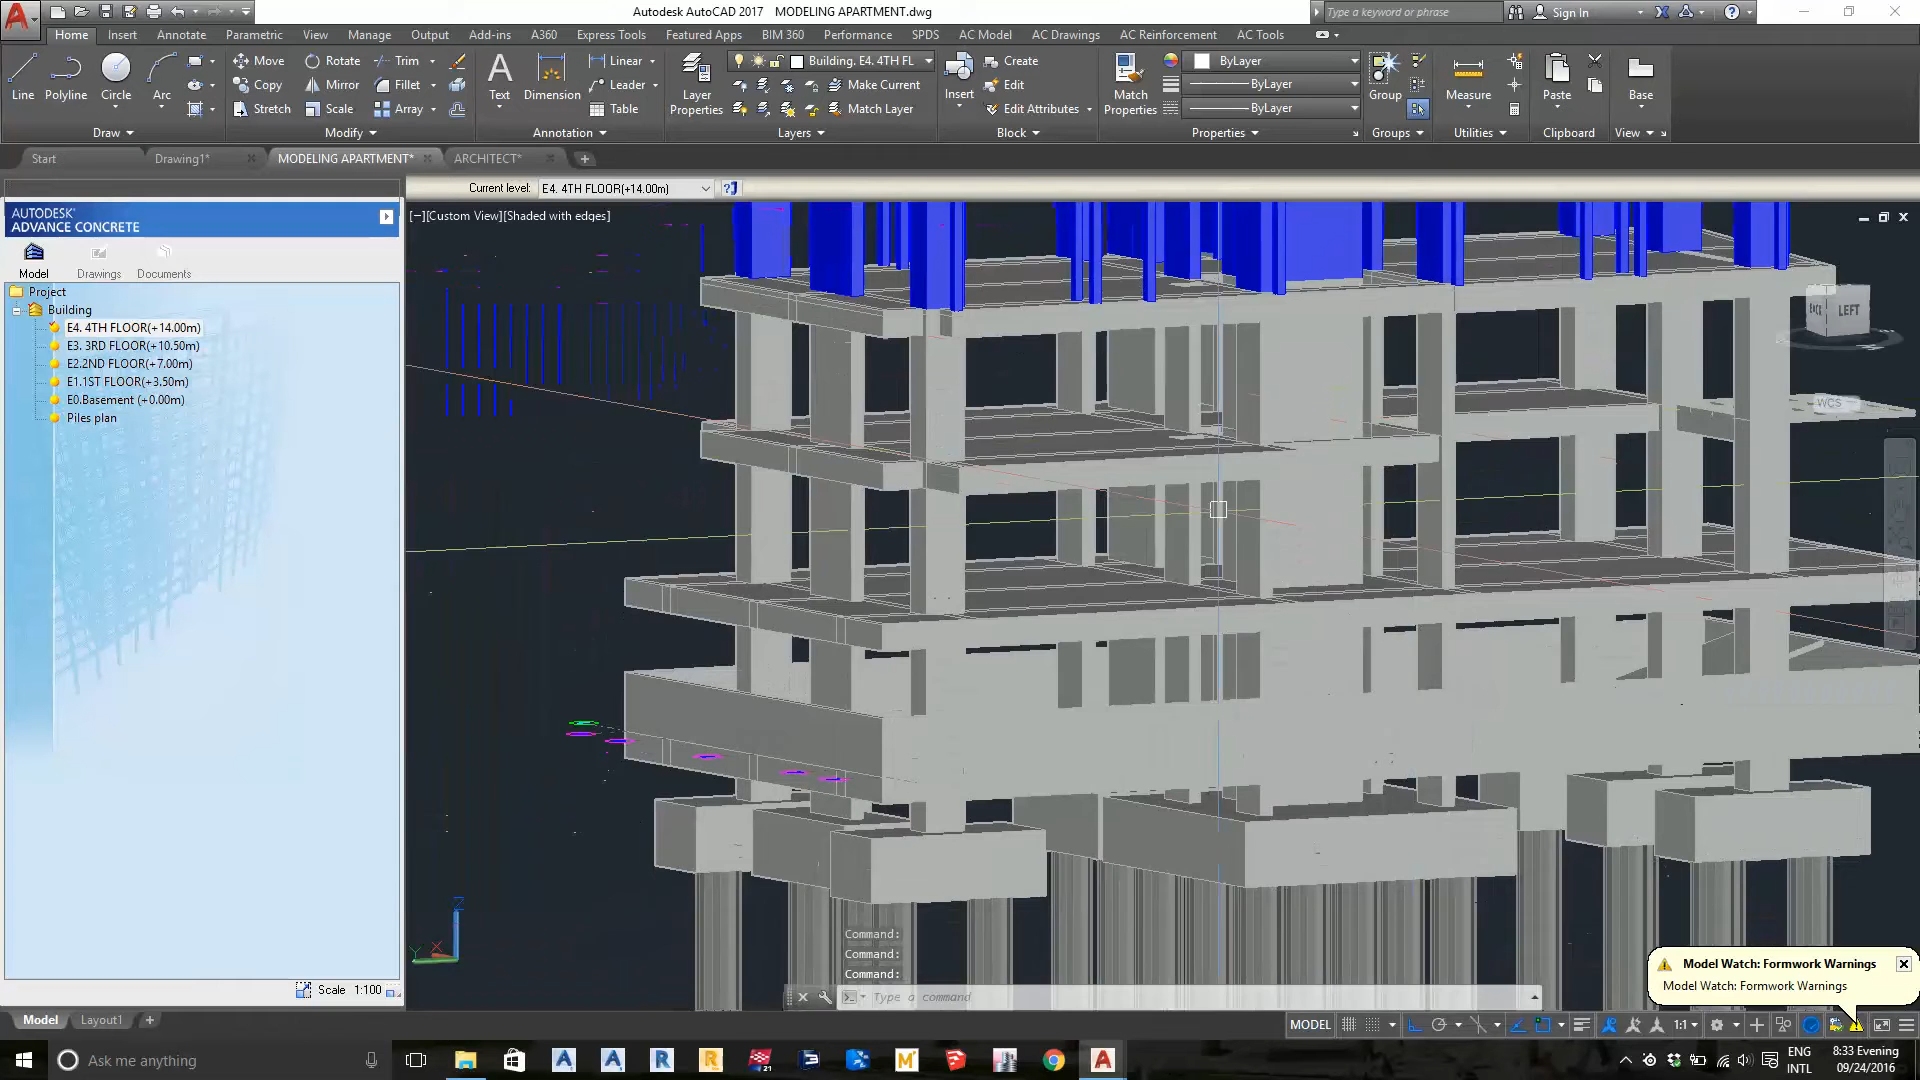 Autodesk AutoCAD 2017 MODELING APARTMENT.dwg
Type a keyword or phrase
Sign In
Home Insert Annotate Parametric View Manage Output Add-ins A360 Express Tools Featured Apps BIM 360 Performance SPDS AC Model AC Drawings AC Reinforcement AC Tools
Line Polyline Circle Arc
Move Rotate Trim
Copy Mirror Fillet
Stretch Scale Array
Text Dimension
Linear
Leader
Table
Layer Properties
Building. E4. 4TH FL
Make Current
Match Layer
Insert
Create
Edit
Edit Attributes
Match Properties
ByLayer
ByLayer
ByLayer
Group
Measure
Paste
Base
Draw Modify Annotation Layers Block Properties Groups Utilities Clipboard View
Start Drawing1* MODELING APARTMENT* ARCHITECT*
Current level: E4. 4TH FLOOR(+14.00m)
AUTODESK®
ADVANCE CONCRETE
Model Drawings Documents
Project
Building
E4. 4TH FLOOR(+14.00m)
E3. 3RD FLOOR(+10.50m)
E2.2ND FLOOR(+7.00m)
E1.1ST FLOOR(+3.50m)
E0.Basement (+0.00m)
Piles plan
Scale 1:100
[−][Custom View][Shaded with edges]
BACK LEFT
WCS
Z
Y X
Command:
Command:
Command:
Type a command
Model Watch: Formwork Warnings
Model Watch: Formwork Warnings
Model Layout1
MODEL 1:1
Ask me anything
21
ENG
INTL
8:33 Evening
09/24/2016